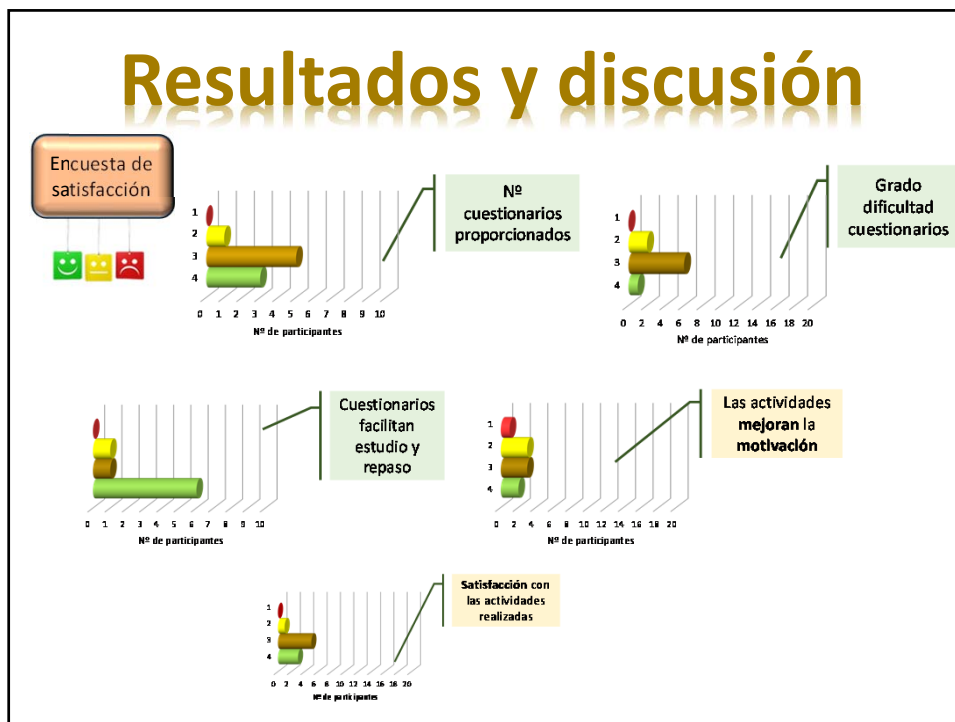 Resultados y discusión
Encuesta de
satisfacción
1
2
3
4
0 1 2 3 4 5 6 7 8 9 10
Nº de participantes
Nº
cuestionarios
proporcionados
1
2
3
4
0 2 4 6 8 10 12 14 16 18 20
Nº de participantes
Grado
dificultad
cuestionarios
0 1 2 3 4 5 6 7 8 9 10
Nº de participantes
Cuestionarios
facilitan
estudio y
repaso
1
2
3
4
0 2 4 6 8 10 12 14 16 18 20
Nº de participantes
Las actividades
mejoran la
motivación
1
2
3
4
0 2 4 6 8 10 12 14 16 18 20
Nº de participantes
Satisfacción con
las actividades
realizadas